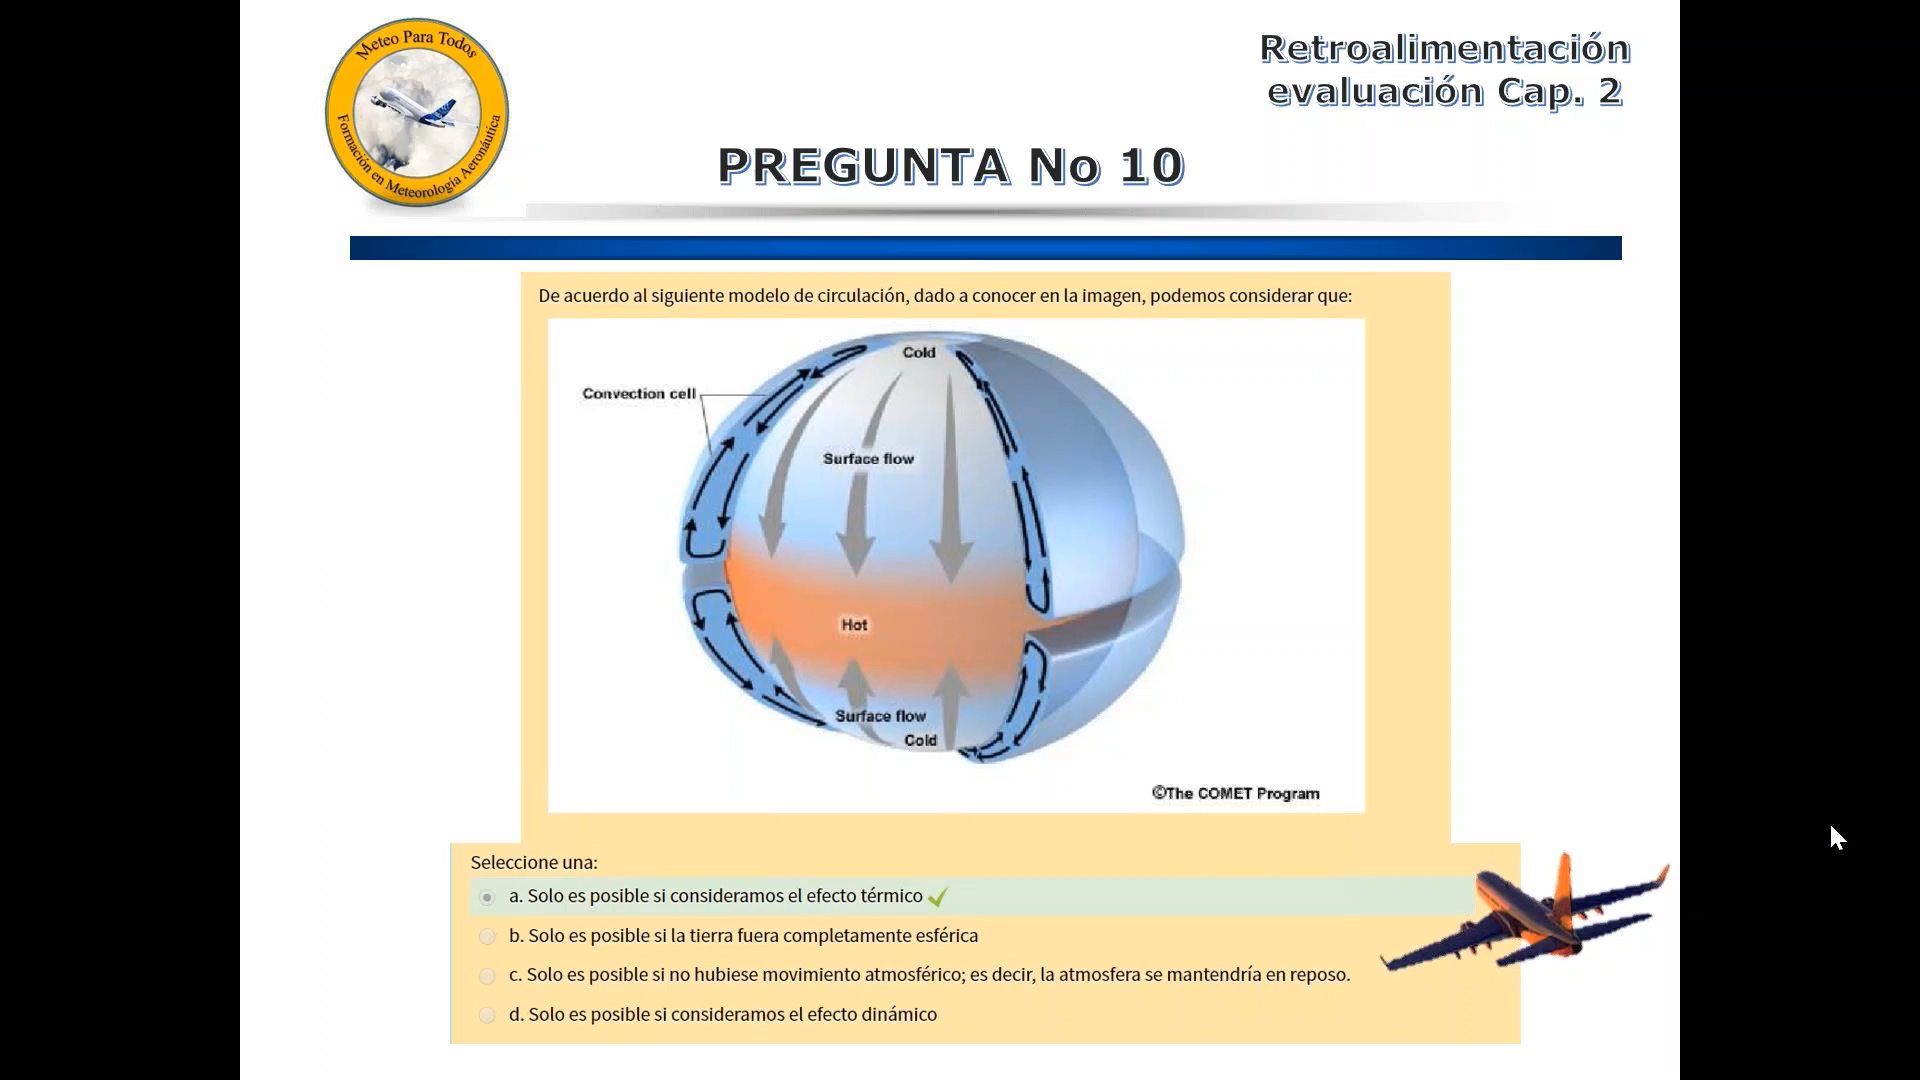 Meteo Para Todos
Formación en Meteorología Aeronáutica
Retroalimentación
evaluación Cap. 2
PREGUNTA No 10
De acuerdo al siguiente modelo de circulación, dado a conocer en la imagen, podemos considerar que:
Cold
Convection cell
Surface flow
Hot
Surface flow
Cold
©The COMET Program
Seleccione una:
a. Solo es posible si consideramos el efecto térmico
b. Solo es posible si la tierra fuera completamente esférica
c. Solo es posible si no hubiese movimiento atmosférico; es decir, la atmosfera se mantendría en reposo.
d. Solo es posible si consideramos el efecto dinámico